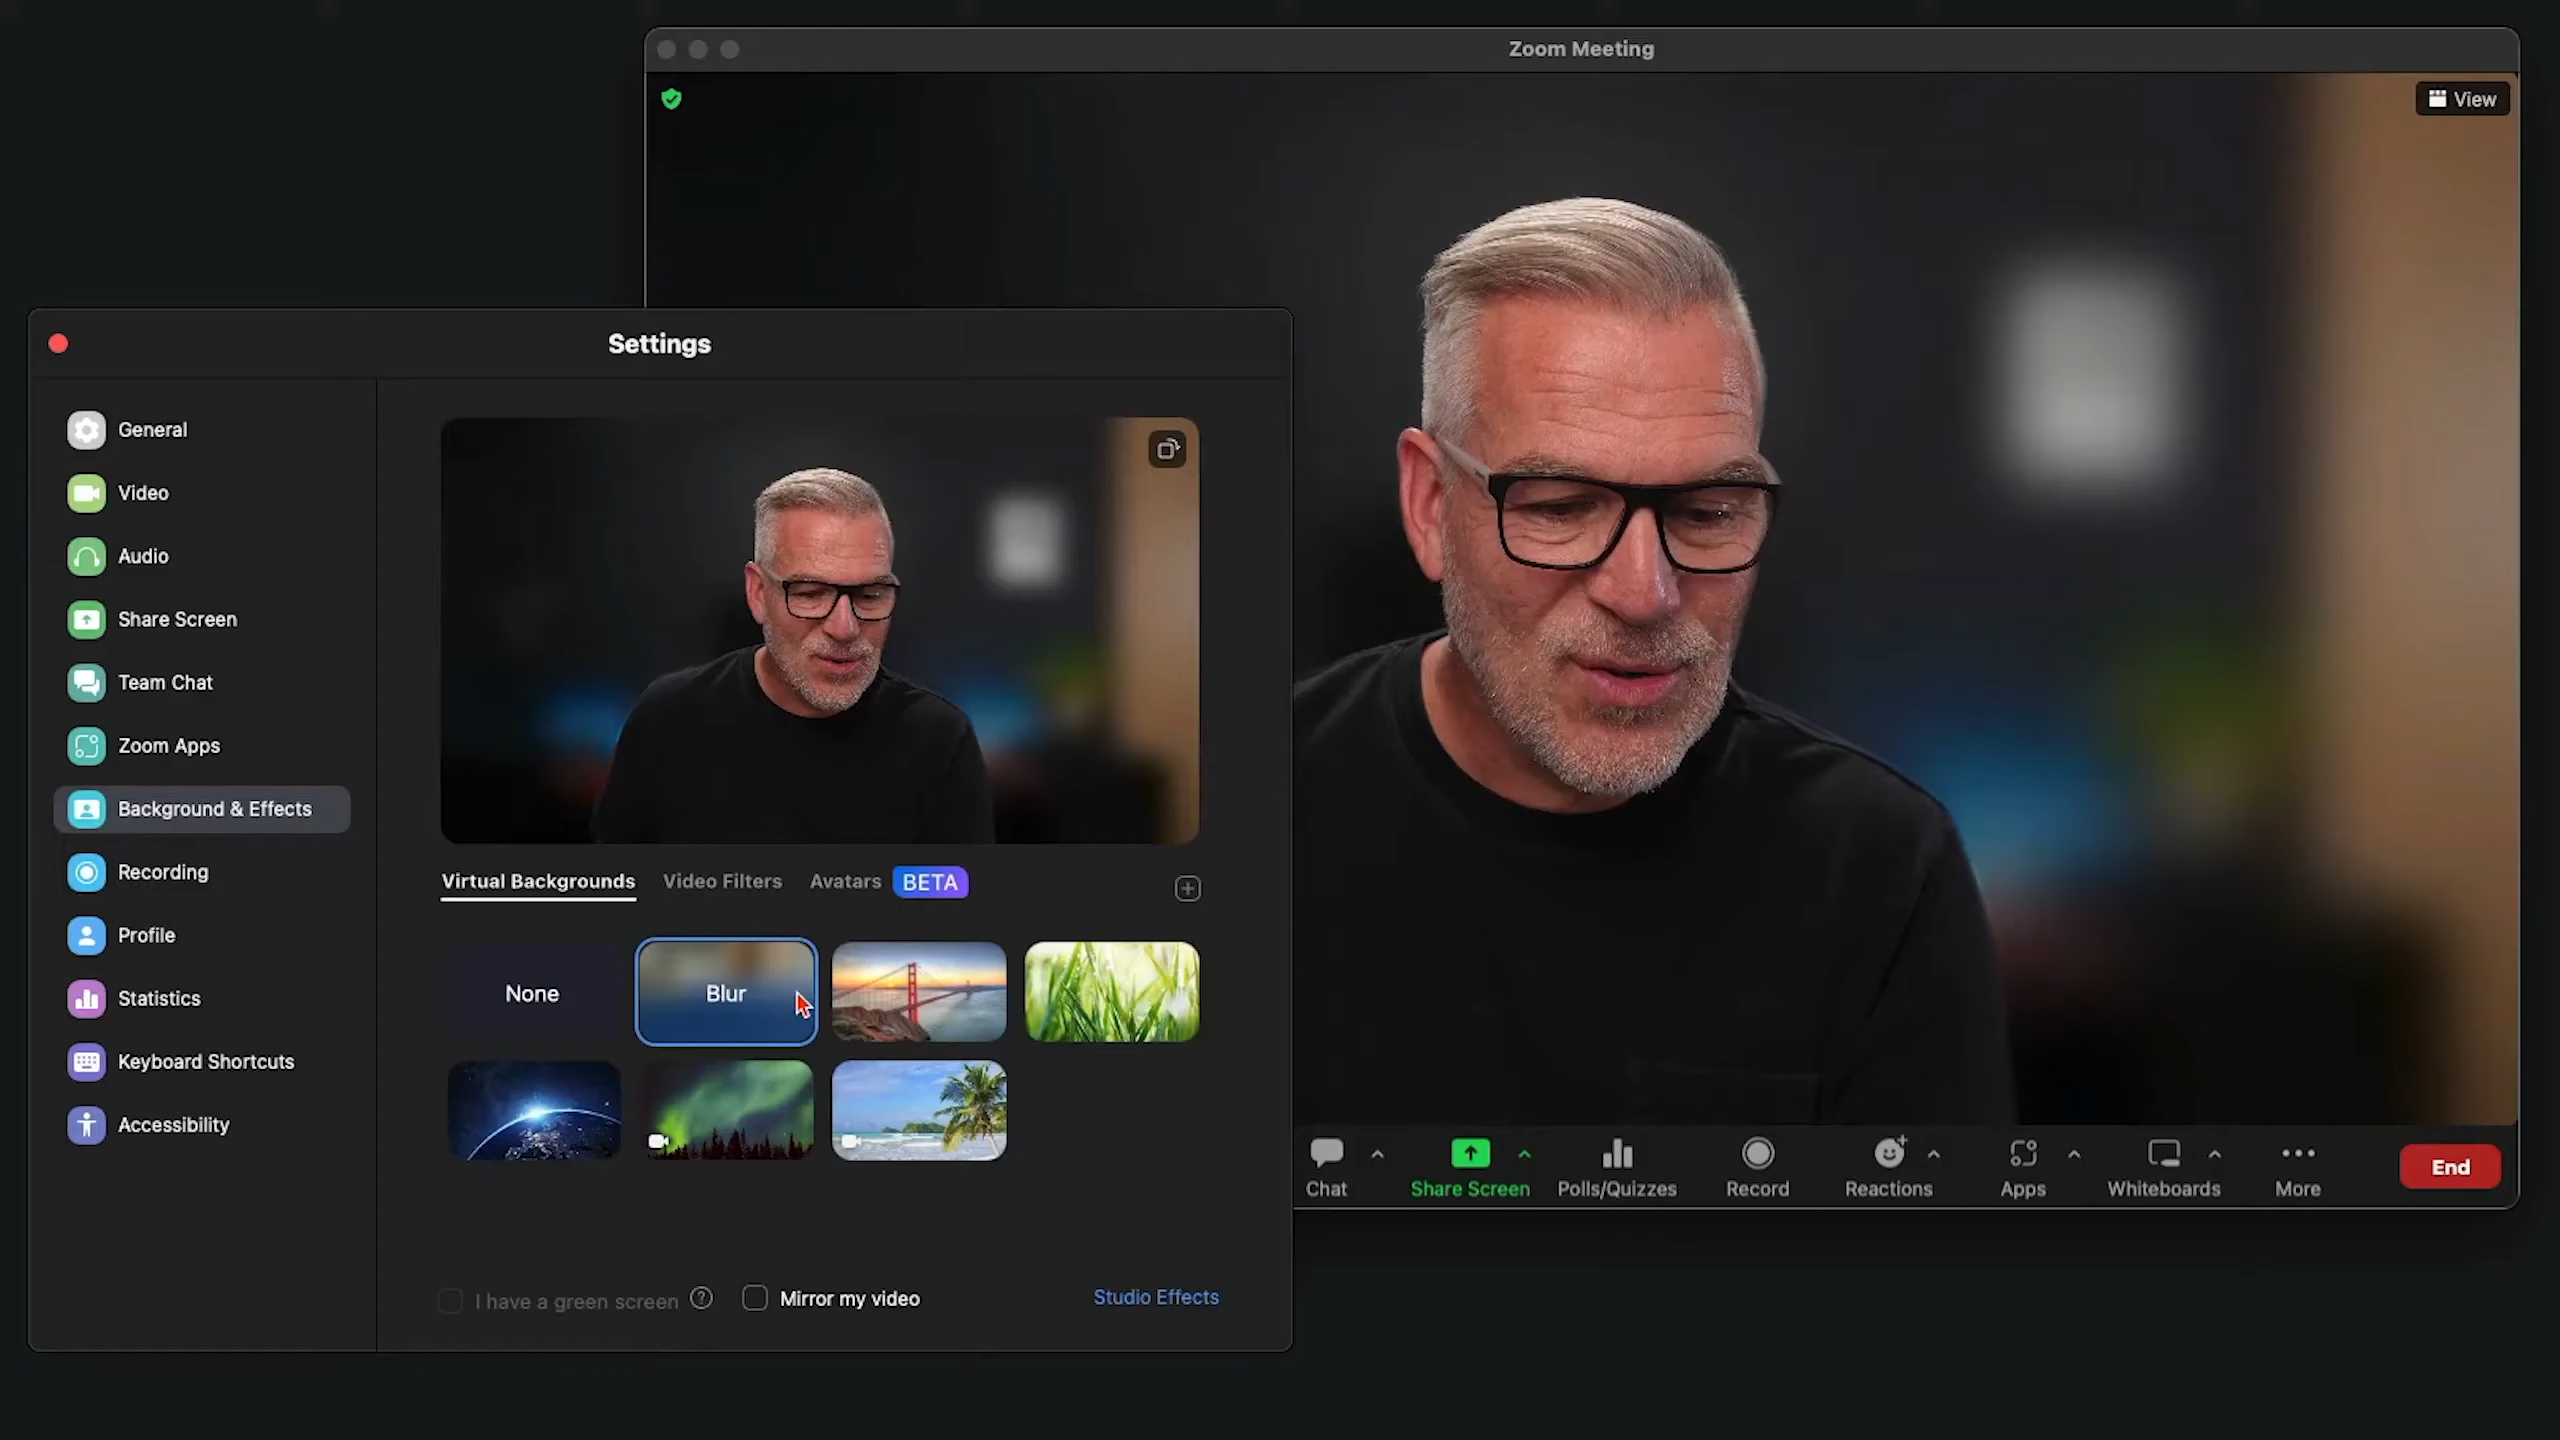 Zoom Meeting
View
Settings
General
Video
Audio
Share Screen
Team Chat
Zoom Apps
Background & Effects
Recording
Profile
Statistics
Keyboard Shortcuts
Accessibility
Virtual Backgrounds Video Filters Avatars BETA
None Blur
I have a green screen ? Mirror my video Studio Effects
Chat Share Screen Polls/Quizzes Record Reactions Apps Whiteboards More End